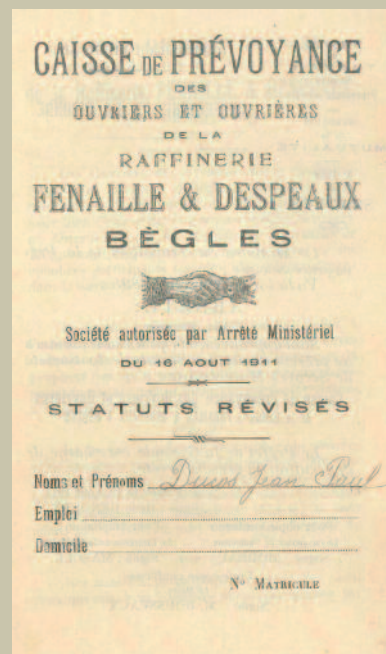 CAISSE DE PRÉVOYANCE
DES
OUVRIERS ET OUVRIÈRES
DE LA
RAFFINERIE
FENAILLE & DESPEAUX
BÈGLES
Société autorisée par Arrêté Ministériel
DU 16 AOUT 1911
STATUTS RÉVISÉS
Noms et Prénoms Ducos Jean Paul
Emploi
Domicile
No MATRICULE